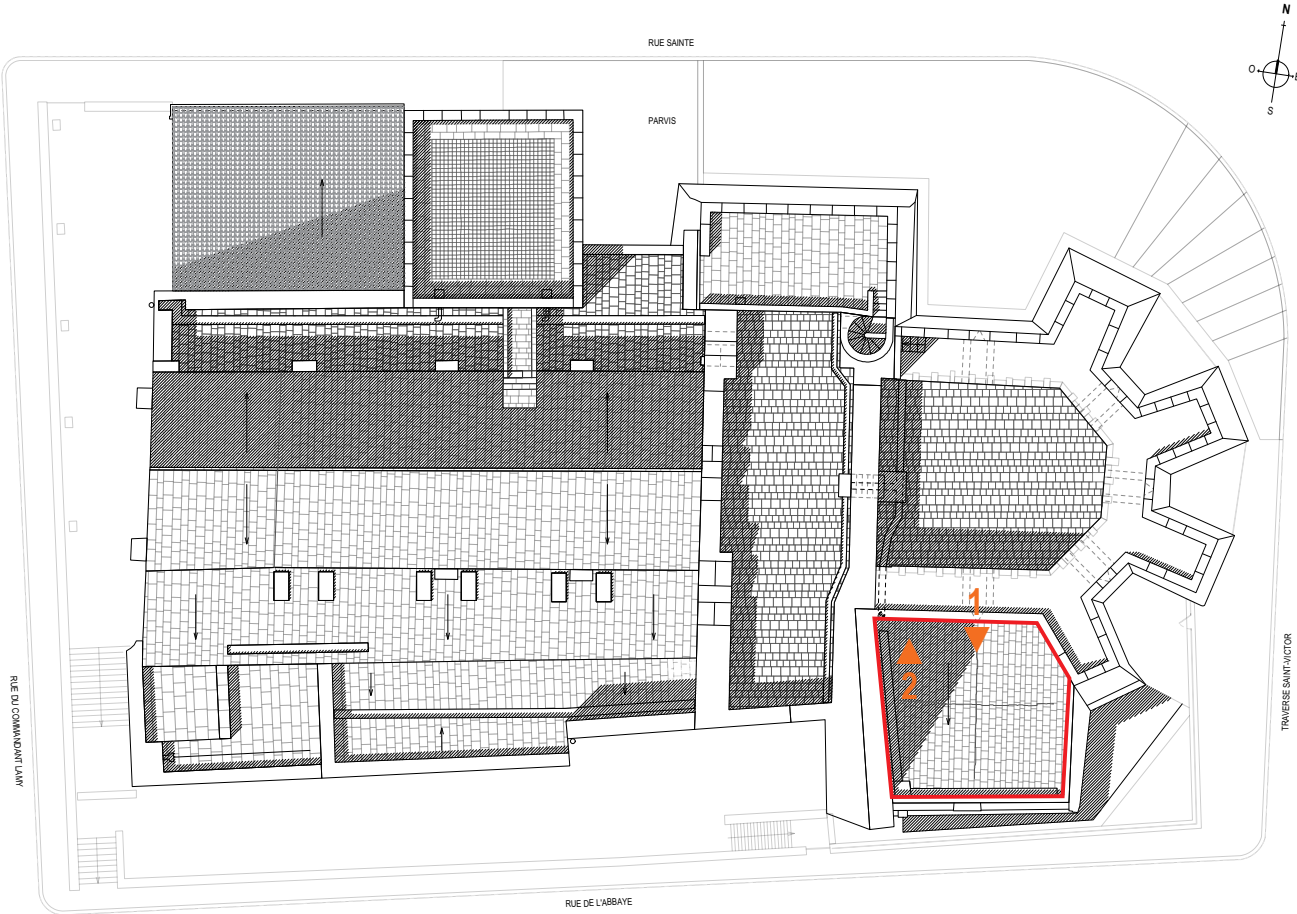 N
RUE SAINTE
O
E
S
PARVIS
1
2
RUE DU COMMANDANT LAMY
TRAVERSE SAINT-VICTOR
RUE DE L'ABBAYE